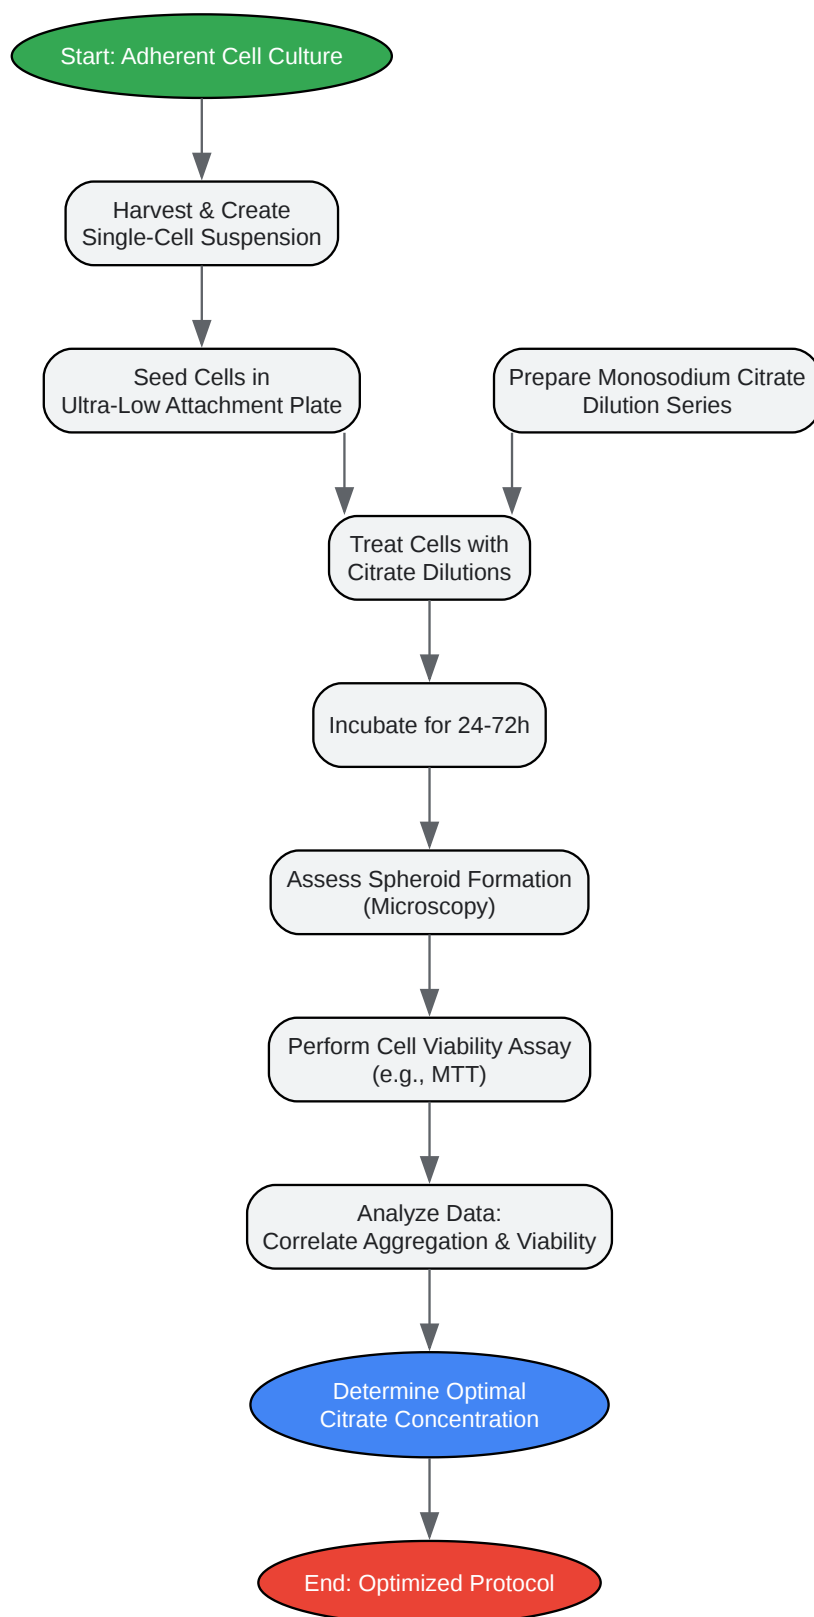 Start: Adherent Cell Culture
Harvest & Create
Single-Cell Suspension
Seed Cells in
Ultra-Low Attachment Plate
Prepare Monosodium Citrate
Dilution Series
Treat Cells with
Citrate Dilutions
Incubate for 24-72h
Assess Spheroid Formation
(Microscopy)
Perform Cell Viability Assay
(e.g., MTT)
Analyze Data:
Correlate Aggregation & Viability
Determine Optimal
Citrate Concentration
End: Optimized Protocol